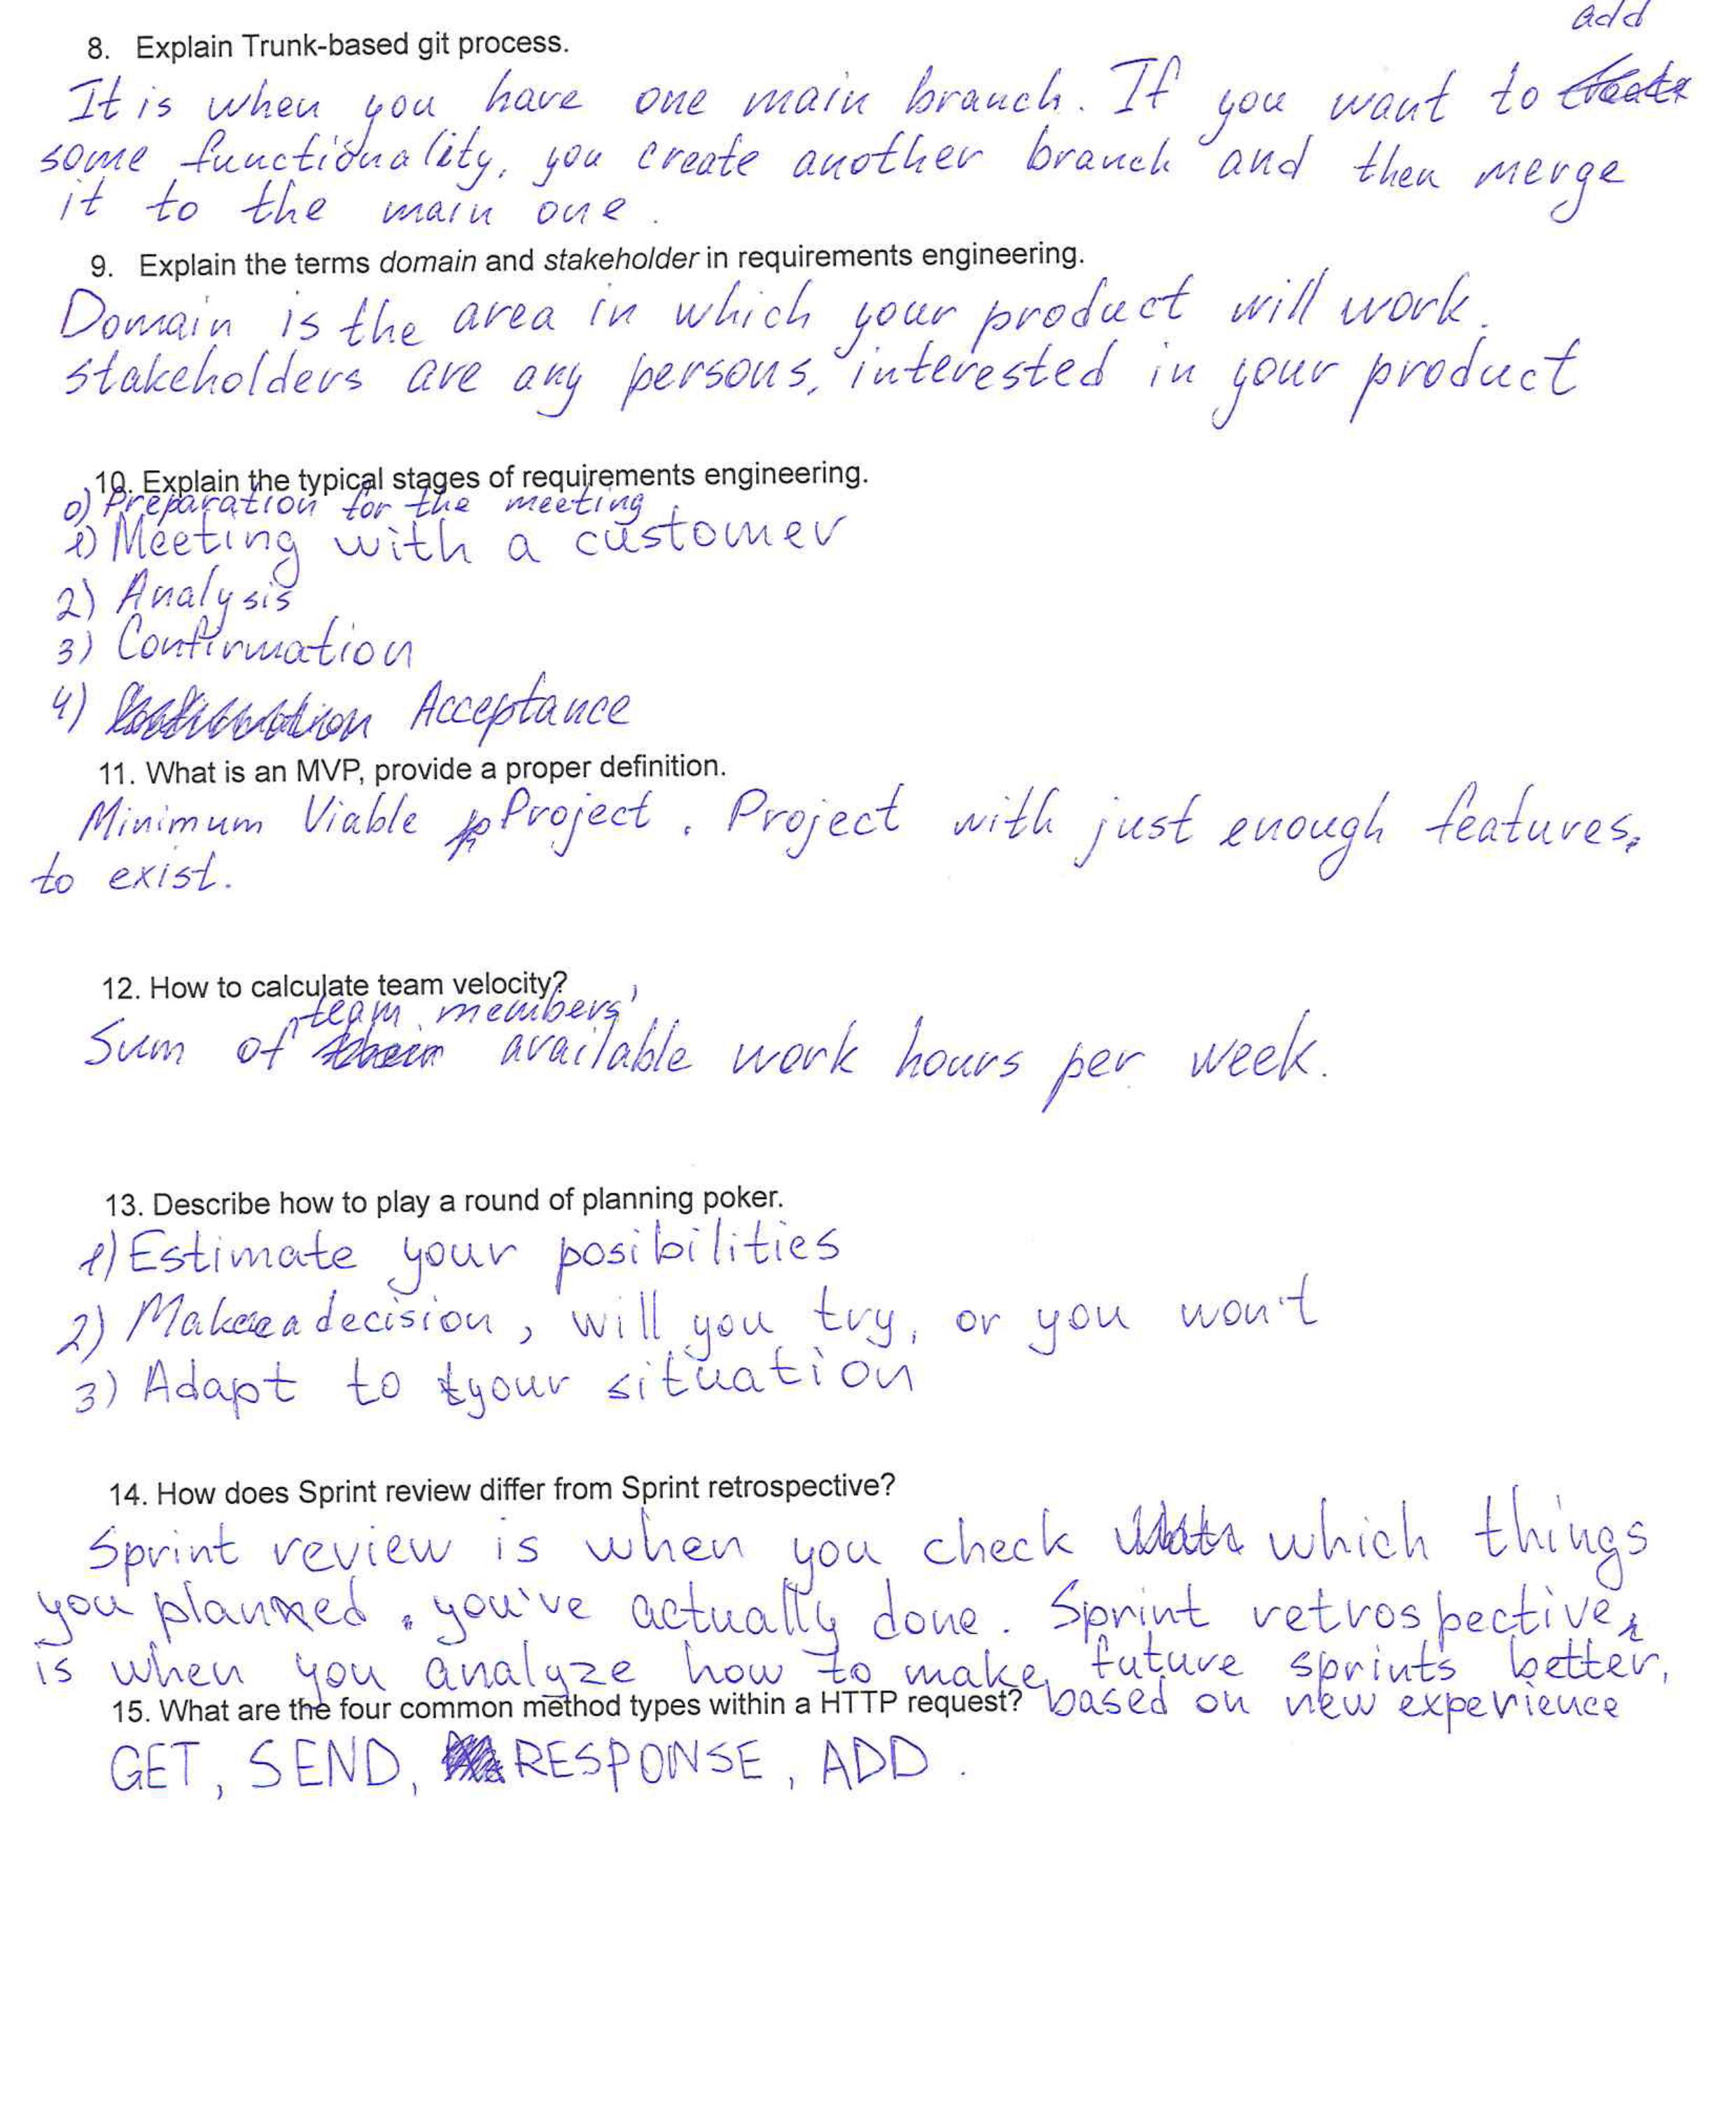 add
8. Explain Trunk-based git process.
It is when you have one main branch. If you want to
some functionality, you create another branch and then merge
it to the main one.
9. Explain the terms domain and stakeholder in requirements engineering.
Domain is the area in which your product will work.
stakeholders are any persons, interested in your product
10. Explain the typical stages of requirements engineering.
0) Preparation for the meeting
1) Meeting with a customer
2) Analysis
3) Confirmation
4) Acceptance
11. What is an MVP, provide a proper definition.
Minimum Viable Project. Project with just enough features,
to exist.
12. How to calculate team velocity?
team members'
Sum of available work hours per week.
13. Describe how to play a round of planning poker.
1) Estimate your posibilities
2) Make a decision, will you try, or you won't
3) Adapt to your situation
14. How does Sprint review differ from Sprint retrospective?
Sprint review is when you check which things
you planned, you've actually done. Sprint retrospective
is when you analyze how to make future sprints better,
15. What are the four common method types within a HTTP request? based on new experience
GET, SEND, RESPONSE, ADD.